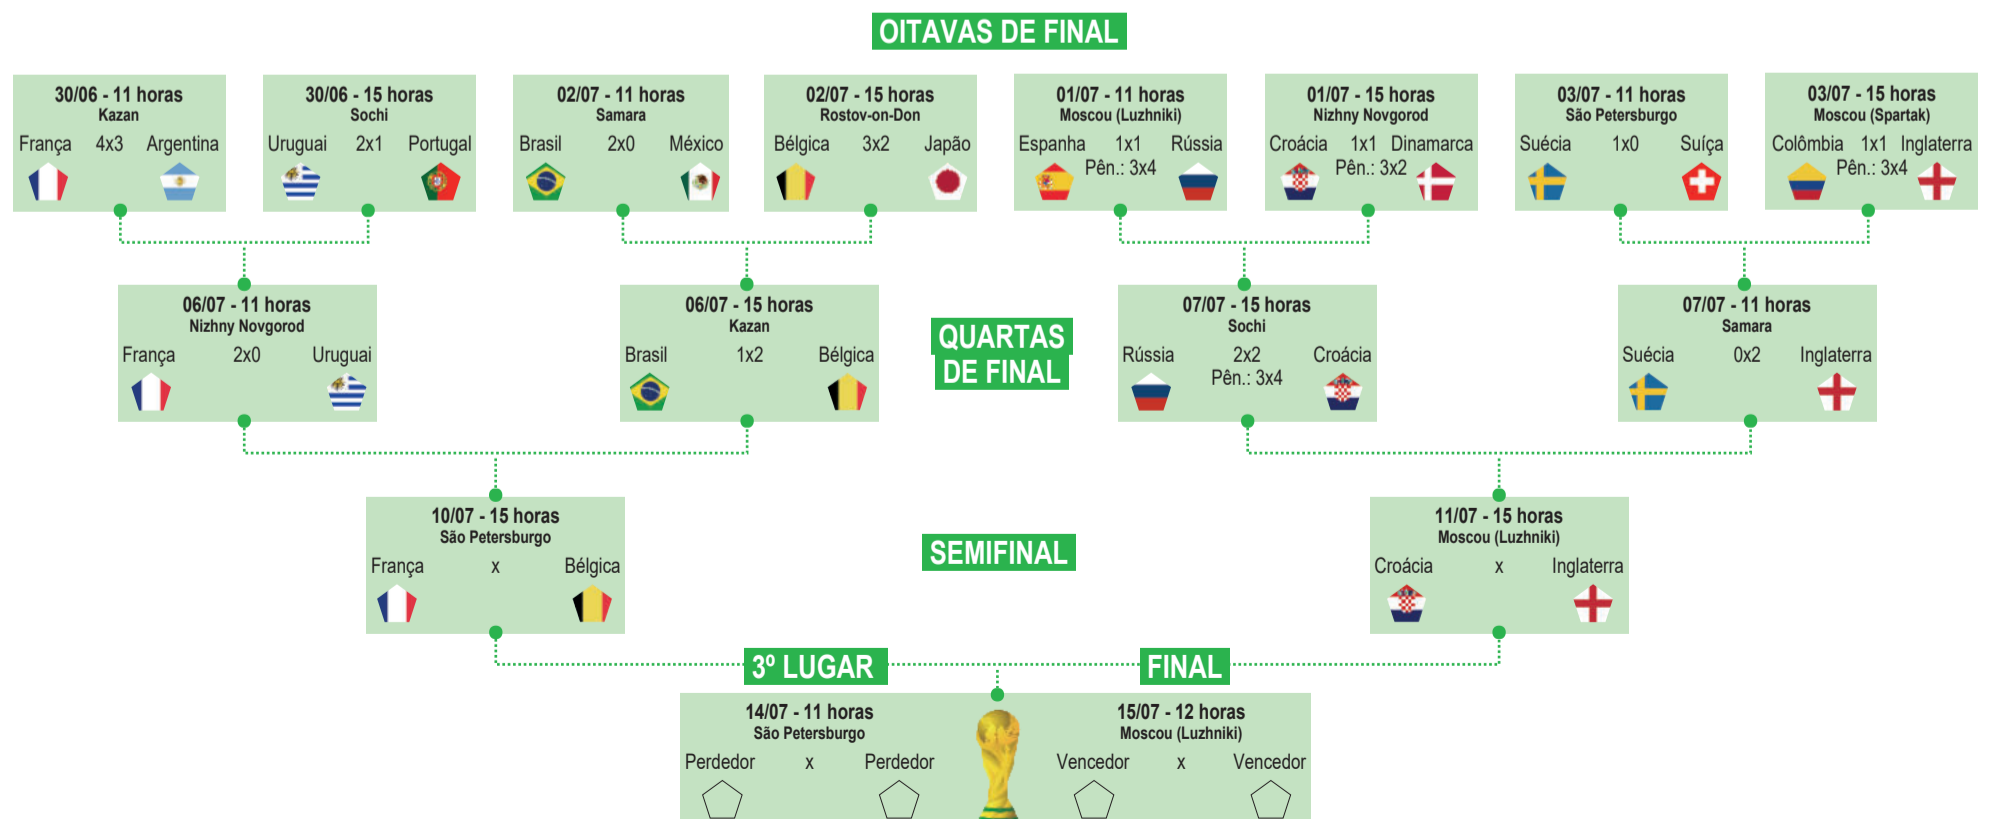 OITAVAS DE FINAL
30/06 - 11 horas
Kazan
França 4x3 Argentina
30/06 - 15 horas
Sochi
Uruguai 2x1 Portugal
02/07 - 11 horas
Samara
Brasil 2x0 México
02/07 - 15 horas
Rostov-on-Don
Bélgica 3x2 Japão
01/07 - 11 horas
Moscou (Luzhniki)
Espanha 1x1 Rússia
Pên.: 3x4
01/07 - 15 horas
Nizhny Novgorod
Croácia 1x1 Dinamarca
Pên.: 3x2
03/07 - 11 horas
São Petersburgo
Suécia 1x0 Suíça
03/07 - 15 horas
Moscou (Spartak)
Colômbia 1x1 Inglaterra
Pên.: 3x4
06/07 - 11 horas
Nizhny Novgorod
França 2x0 Uruguai
06/07 - 15 horas
Kazan
Brasil 1x2 Bélgica
QUARTAS
DE FINAL
07/07 - 15 horas
Sochi
Rússia 2x2 Croácia
Pên.: 3x4
07/07 - 11 horas
Samara
Suécia 0x2 Inglaterra
10/07 - 15 horas
São Petersburgo
França x Bélgica
SEMIFINAL
11/07 - 15 horas
Moscou (Luzhniki)
Croácia x Inglaterra
3º LUGAR
14/07 - 11 horas
São Petersburgo
Perdedor x Perdedor
FINAL
15/07 - 12 horas
Moscou (Luzhniki)
Vencedor x Vencedor